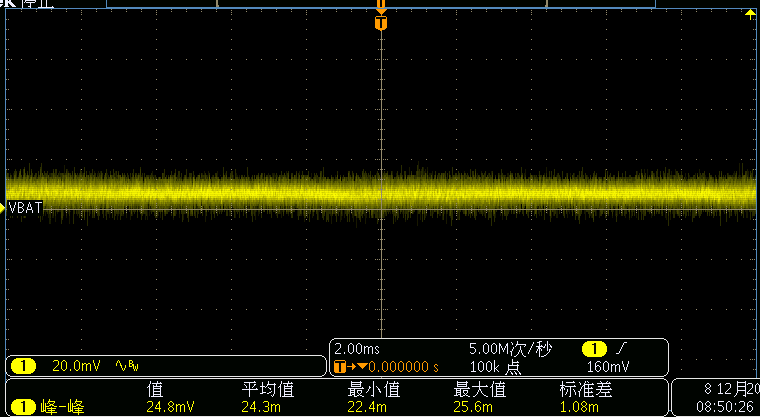 停止
T
VBAT
1 20.0mV BW
2.00ms 5.00M次/秒 1
T 0.000000 s 100k 点 160mV
值 平均值 最小值 最大值 标准差
1 峰-峰 24.8mV 24.3m 22.4m 25.6m 1.08m
8 12月20
08:50:26